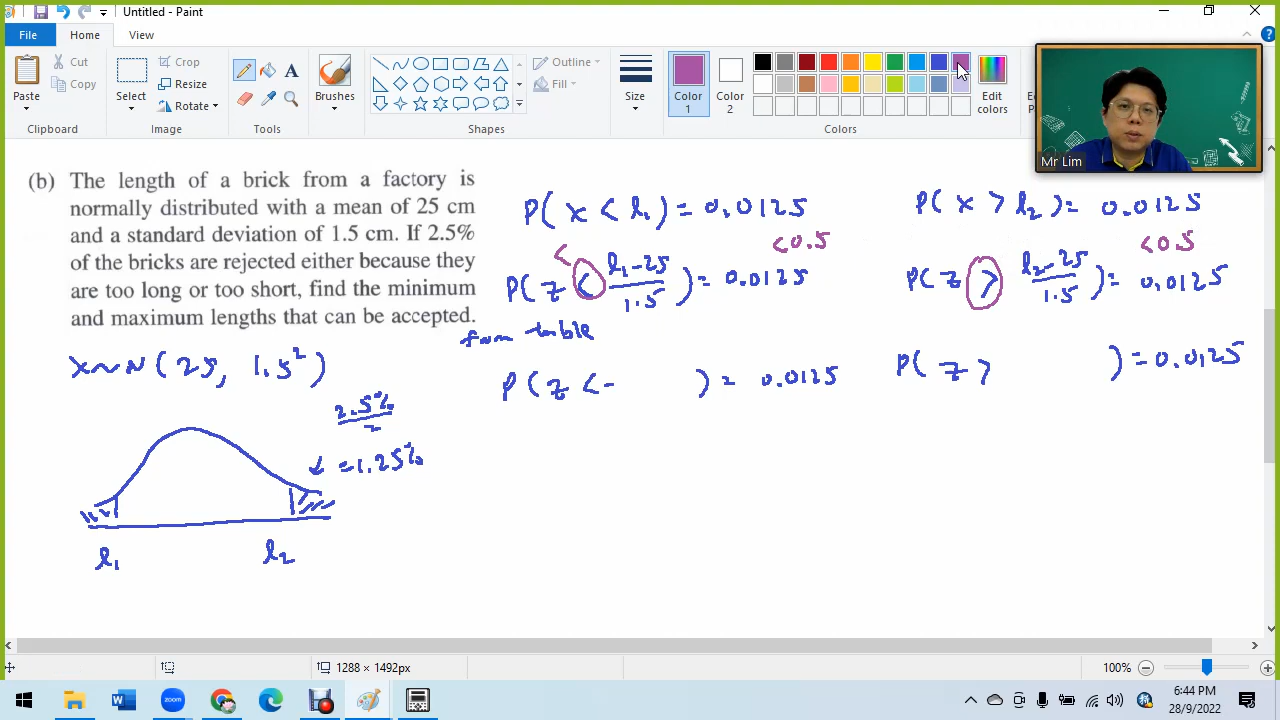 Untitled - Paint
File
Home
View
Paste
Cut
Copy
Clipboard
Select
Crop
Resize
Rotate
Image
Tools
Brushes
Shapes
Outline
Fill
Size
Color 1
Color 2
Colors
Edit colors
Mr Lim
(b) The length of a brick from a factory is
normally distributed with a mean of 25 cm
and a standard deviation of 1.5 cm. If 2.5%
of the bricks are rejected either because they
are too long or too short, find the minimum
and maximum lengths that can be accepted.
X~N(25, 1.5²)
2.5%/2
=1.25%
l₁
l₂
P(X < l₁) = 0.0125
<0.5
<
P(Z < (l₁-25)/1.5) = 0.0125
from table
P(Z <- ) = 0.0125
P(X > l₂) = 0.0125
<0.5
P(Z > (l₂-25)/1.5) = 0.0125
P(Z > ) = 0.0125
1288 × 1492px
100%
6:44 PM
28/9/2022
zoom